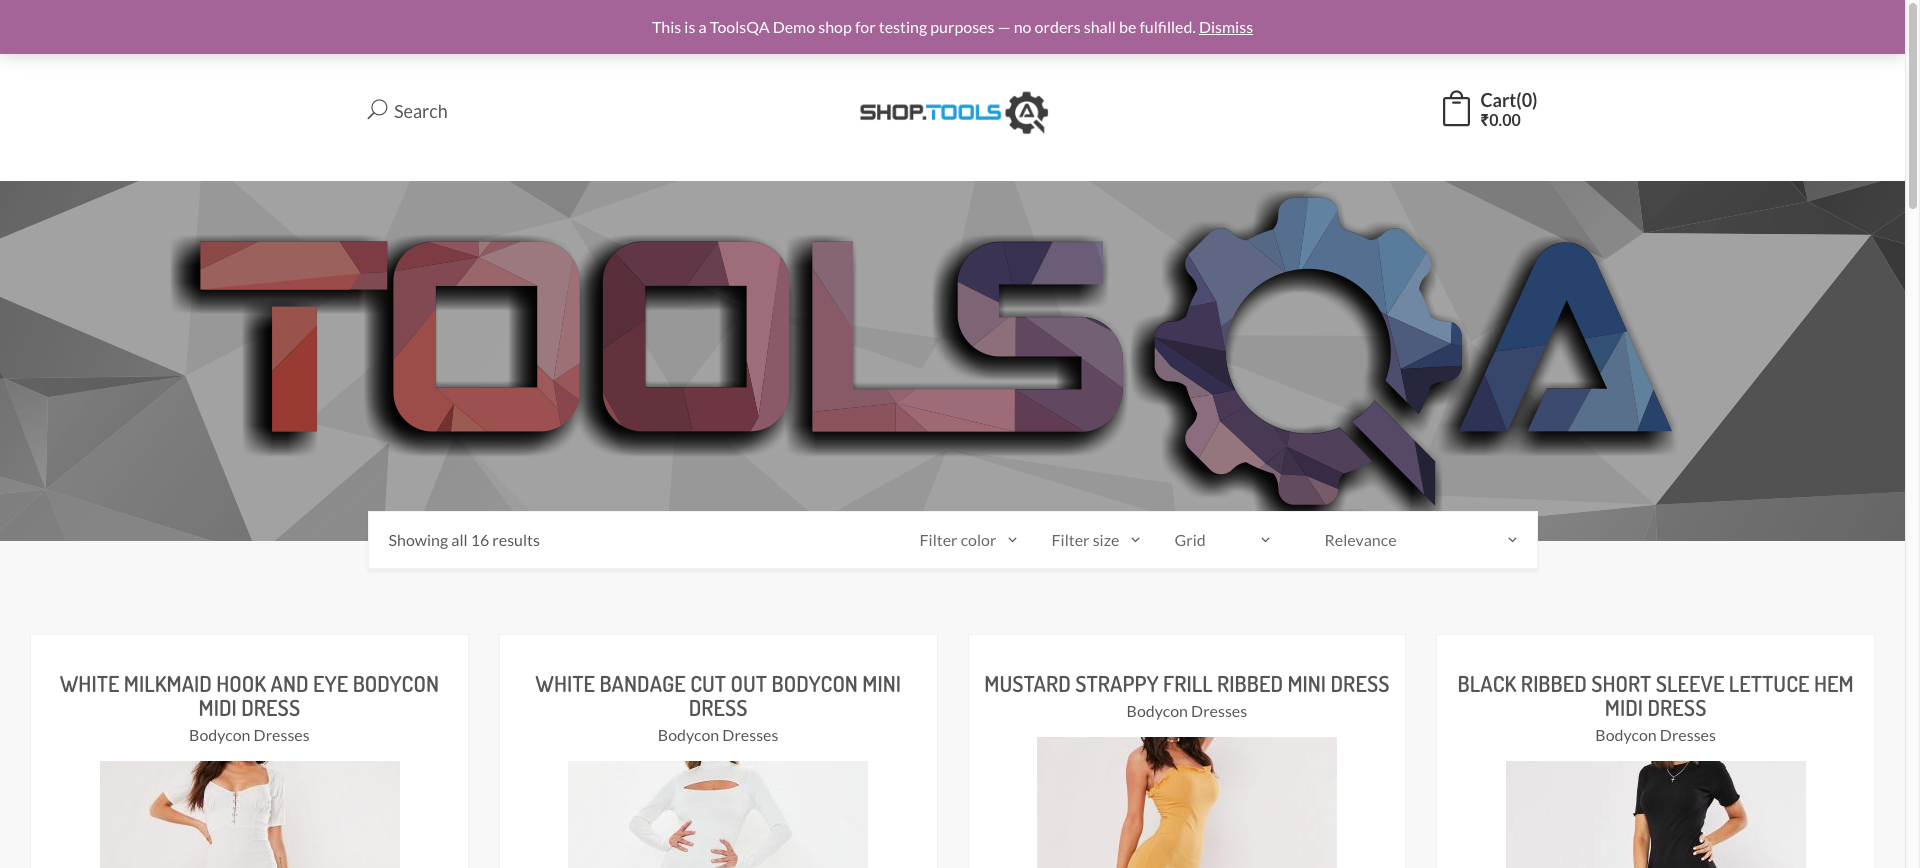 This is a ToolsQA Demo shop for testing purposes — no orders shall be fulfilled. Dismiss
Search
SHOP.TOOLSQA
Cart(0)
₹0.00
TOOLSQA
Showing all 16 results
Filter color
Filter size
Grid
Relevance
WHITE MILKMAID HOOK AND EYE BODYCON
MIDI DRESS
Bodycon Dresses
WHITE BANDAGE CUT OUT BODYCON MINI
DRESS
Bodycon Dresses
MUSTARD STRAPPY FRILL RIBBED MINI DRESS
Bodycon Dresses
BLACK RIBBED SHORT SLEEVE LETTUCE HEM
MIDI DRESS
Bodycon Dresses